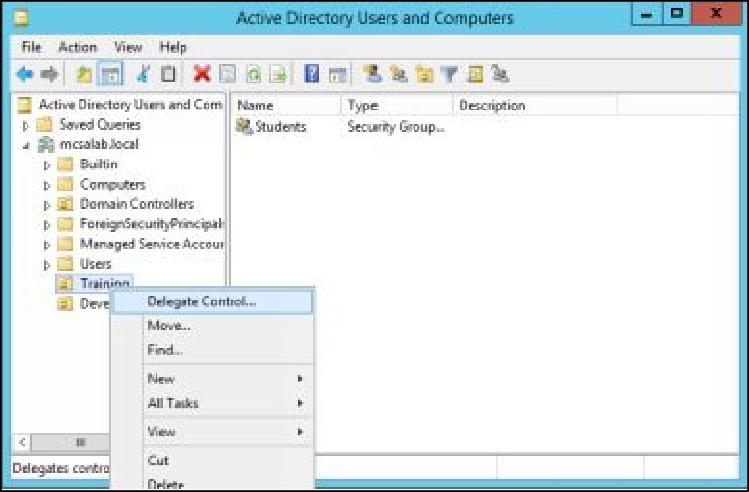 Active Directory Users and Computers
File Action View Help
Active Directory Users and Com
Name Type Description
Saved Queries
Students Security Group...
mcsalab.local
Builtin
Computers
Domain Controllers
ForeignSecurityPrincipal
Managed Service Accour
Users
Training
Deve
Delegate Control...
Move...
Find...
New
All Tasks
View
Cut
Delete
Delegates contro